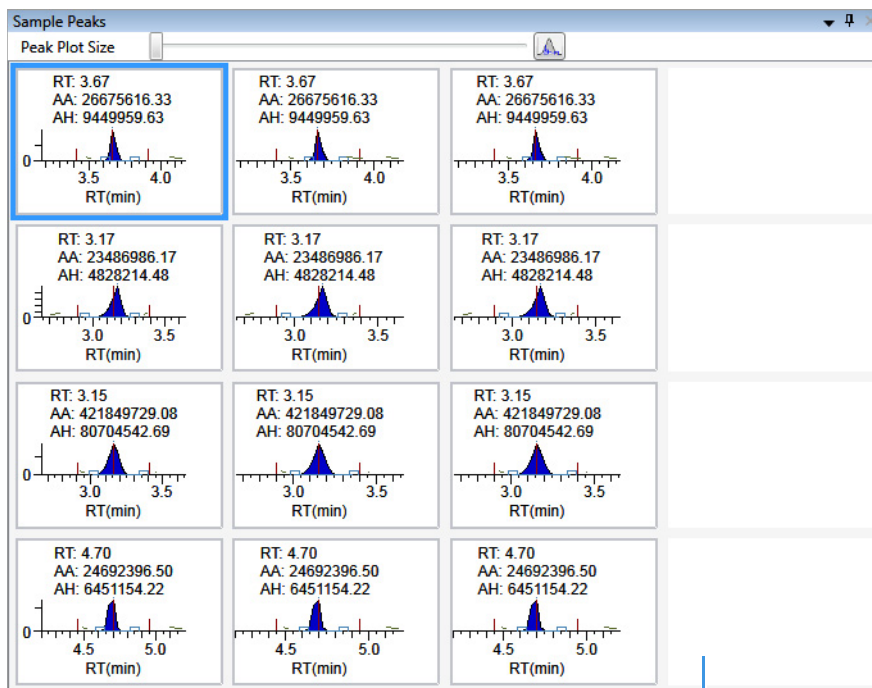 Sample Peaks
Peak Plot Size
RT: 3.67
AA: 26675616.33
AH: 9449959.63
0
3.5 4.0
RT(min)
RT: 3.67
AA: 26675616.33
AH: 9449959.63
3.5 4.0
RT(min)
RT: 3.67
AA: 26675616.33
AH: 9449959.63
3.5 4.0
RT(min)
RT: 3.17
AA: 23486986.17
AH: 4828214.48
0
3.0 3.5
RT(min)
RT: 3.17
AA: 23486986.17
AH: 4828214.48
3.0 3.5
RT(min)
RT: 3.17
AA: 23486986.17
AH: 4828214.48
3.0 3.5
RT(min)
RT: 3.15
AA: 421849729.08
AH: 80704542.69
0
3.0 3.5
RT(min)
RT: 3.15
AA: 421849729.08
AH: 80704542.69
3.0 3.5
RT(min)
RT: 3.15
AA: 421849729.08
AH: 80704542.69
3.0 3.5
RT(min)
RT: 4.70
AA: 24692396.50
AH: 6451154.22
0
4.5 5.0
RT(min)
RT: 4.70
AA: 24692396.50
AH: 6451154.22
4.5 5.0
RT(min)
RT: 4.70
AA: 24692396.50
AH: 6451154.22
4.5 5.0
RT(min)